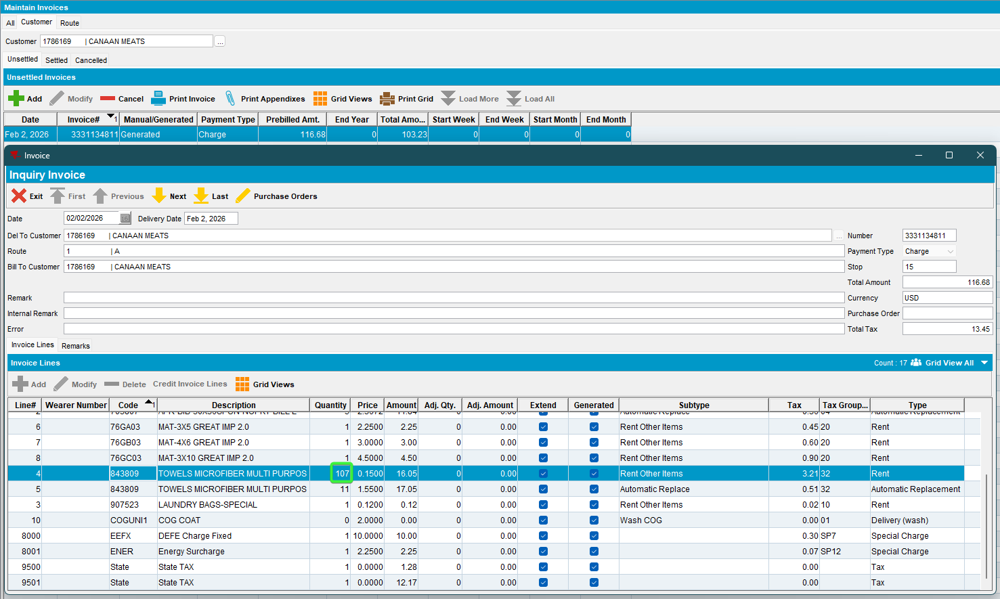 Maintain Invoices
All Customer Route
Customer 1786169 | CANAAN MEATS ...
Unsettled Settled Cancelled
Unsettled Invoices
Add Modify Cancel Print Invoice Print Appendixes Grid Views Print Grid Load More Load All
Date Invoice# 1 Manual/Generated Payment Type Prebilled Amt. End Year Total Amo... Start Week End Week Start Month End Month
Feb 2, 2026 3331134811 Generated Charge 116.68 0 103.23 0 0 0 0
Invoice
Inquiry Invoice
Exit First Previous Next Last Purchase Orders
Date 02/02/2026 16 Delivery Date Feb 2, 2026
Del To Customer 1786169 | CANAAN MEATS ... Number 3331134811
Route 1 | A Payment Type Charge
Bill To Customer 1786169 | CANAAN MEATS Stop 15
Total Amount 116.68
Remark Currency USD
Internal Remark Purchase Order
Error Total Tax 13.45
Invoice Lines Remarks
Invoice Lines Count : 17 Grid View All
Add Modify Delete Credit Invoice Lines Grid Views
Line# Wearer Number Code 1 Description Quantity Price Amount Adj. Qty. Adj. Amount Extend Generated Subtype Tax Tax Group... Type
6 76GA03 MAT-3X5 GREAT IMP 2.0 1 2.2500 2.25 0 0.00 Rent Other Items 0.45 20 Rent
7 76GB03 MAT-4X6 GREAT IMP 2.0 1 3.0000 3.00 0 0.00 Rent Other Items 0.60 20 Rent
8 76GC03 MAT-3X10 GREAT IMP 2.0 1 4.5000 4.50 0 0.00 Rent Other Items 0.90 20 Rent
4 843809 TOWELS MICROFIBER MULTI PURPOS 107 0.1500 16.05 0 0.00 Rent Other Items 3.21 32 Rent
5 843809 TOWELS MICROFIBER MULTI PURPOS 11 1.5500 17.05 0 0.00 Automatic Replace 0.51 32 Automatic Replacement
3 907523 LAUNDRY BAGS-SPECIAL 1 0.1200 0.12 0 0.00 Rent Other Items 0.02 10 Rent
10 COGUNI1 COG COAT 0 2.0000 0.00 0 0.00 Wash COG 0.00 01 Delivery (wash)
8000 EEFX DEFE Charge Fixed 1 10.0000 10.00 0 0.00 0.30 SP7 Special Charge
8001 ENER Energy Surcharge 1 2.2500 2.25 0 0.00 0.07 SP12 Special Charge
9500 State State TAX 1 0.0000 1.28 0 0.00 0.00 Tax
9501 State State TAX 1 0.0000 12.17 0 0.00 0.00 Tax